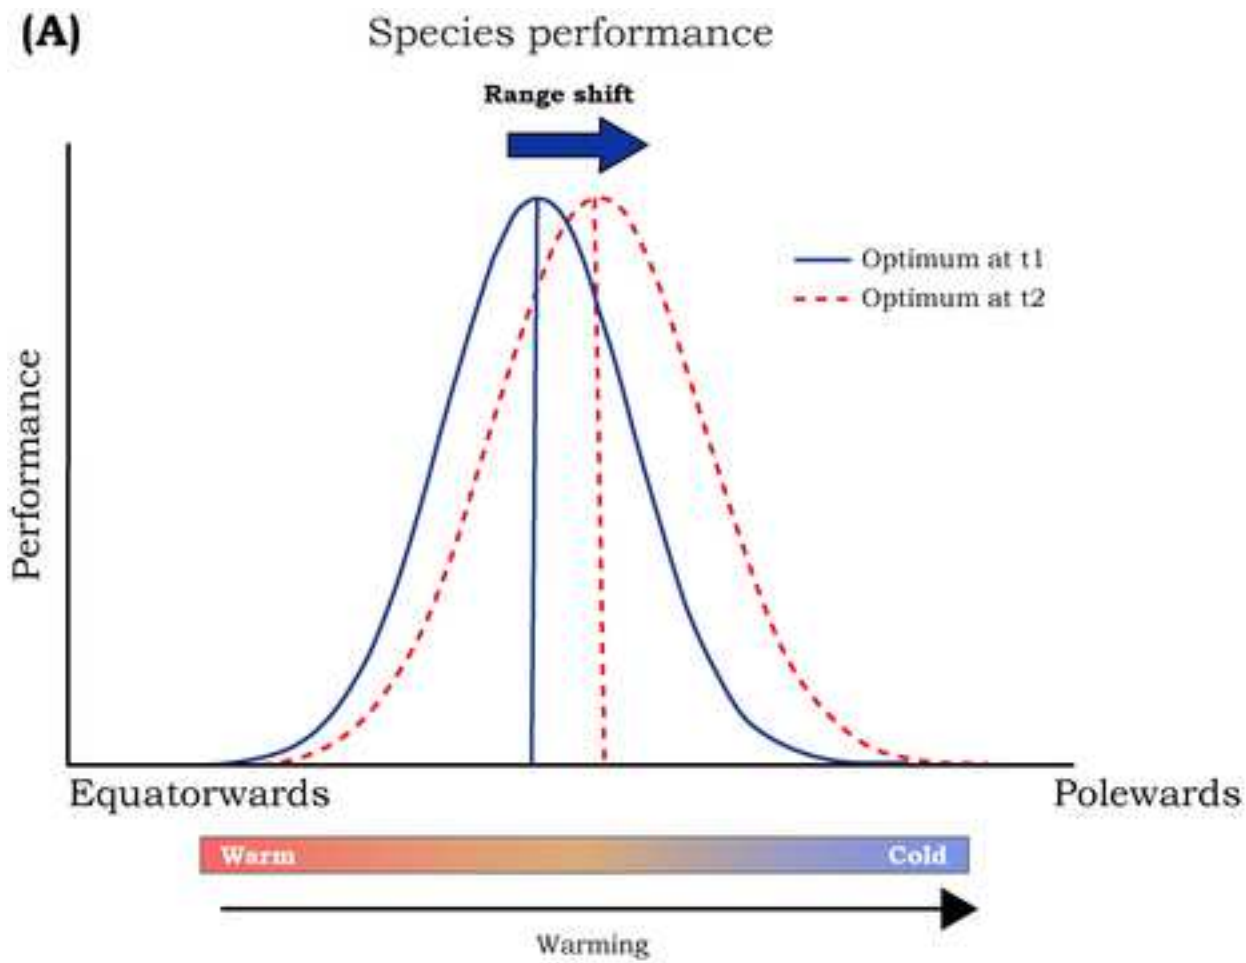 (A)
Species performance
Range shift
Optimum at t1
Optimum at t2
Performance
Equatorwards
Polewards
Warm
Cold
Warming